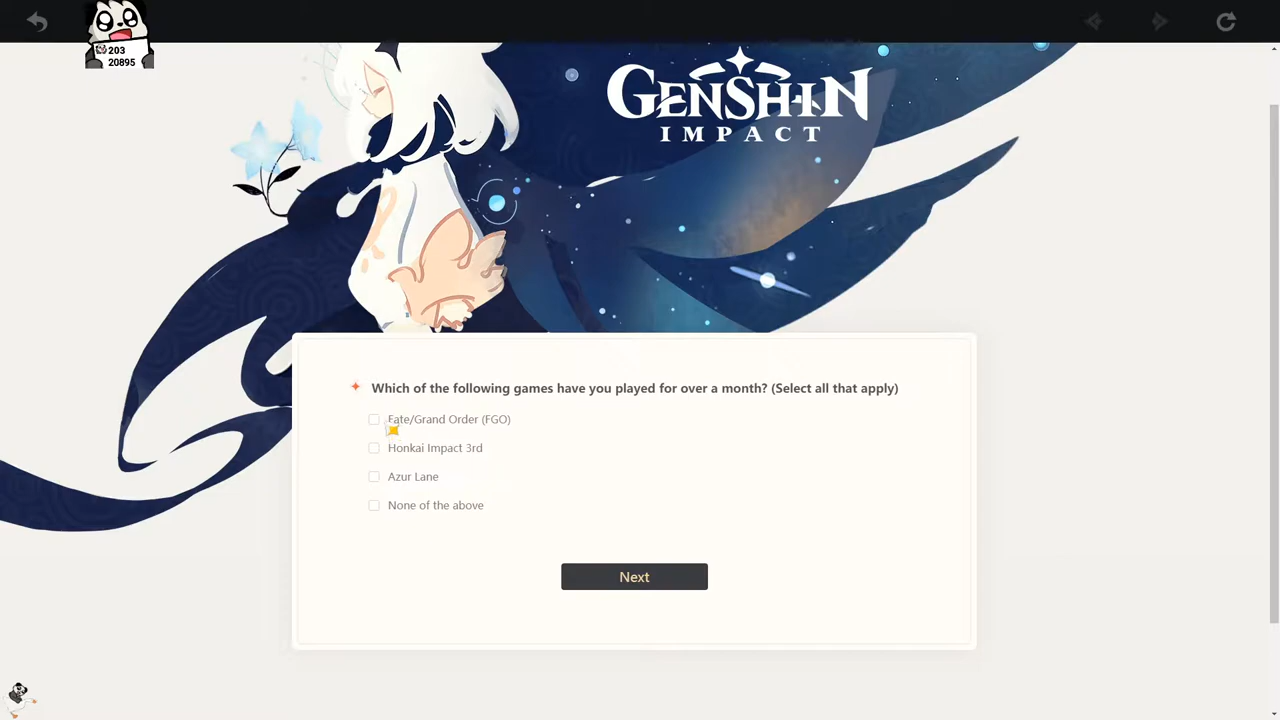 203
20895
GENSHIN
IMPACT
Which of the following games have you played for over a month? (Select all that apply)
Fate/Grand Order (FGO)
Honkai Impact 3rd
Azur Lane
None of the above
Next